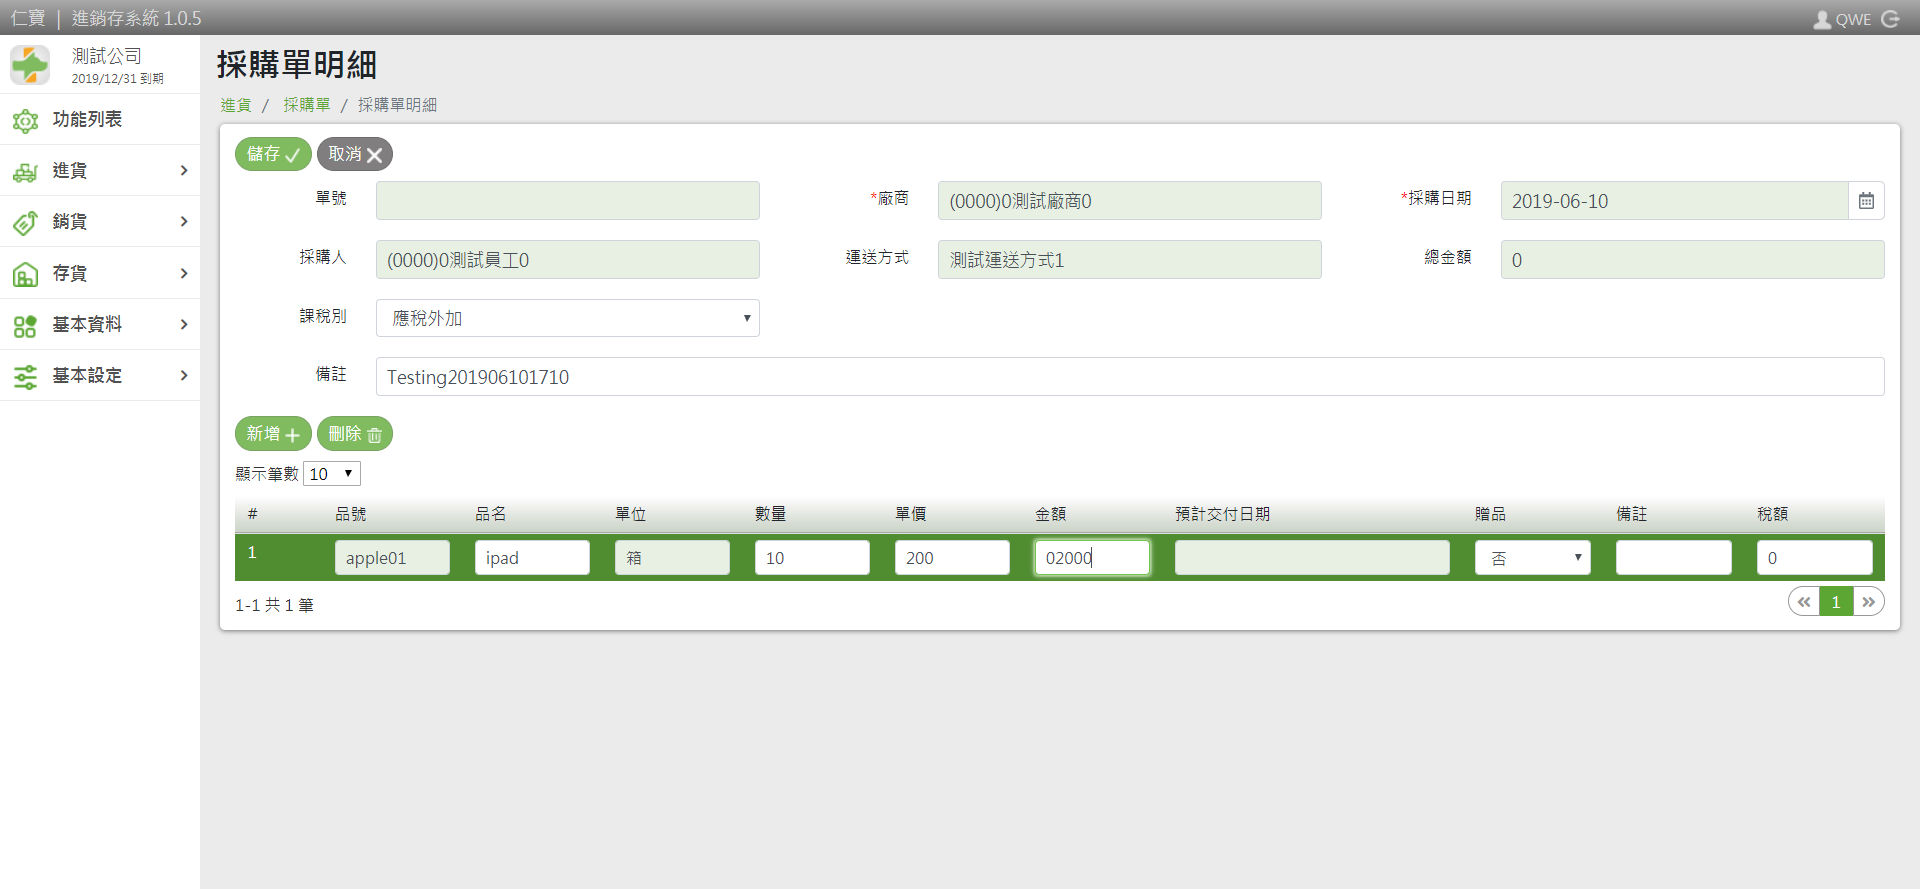 仁寶 | 進銷存系統 1.0.5
QWE
測試公司
2019/12/31 到期
功能列表
進貨
銷貨
存貨
基本資料
基本設定
採購單明細
進貨 / 採購單 / 採購單明細
儲存 取消
單號
*廠商 (0000)0測試廠商0
*採購日期 2019-06-10
採購人 (0000)0測試員工0
運送方式 測試運送方式1
總金額 0
課稅別 應稅外加
備註 Testing201906101710
新增 刪除
顯示筆數 10
# 品號 品名 單位 數量 單價 金額 預計交付日期 贈品 備註 稅額
1 apple01 ipad 箱 10 200 02000 否 0
1-1 共 1 筆
« 1 »